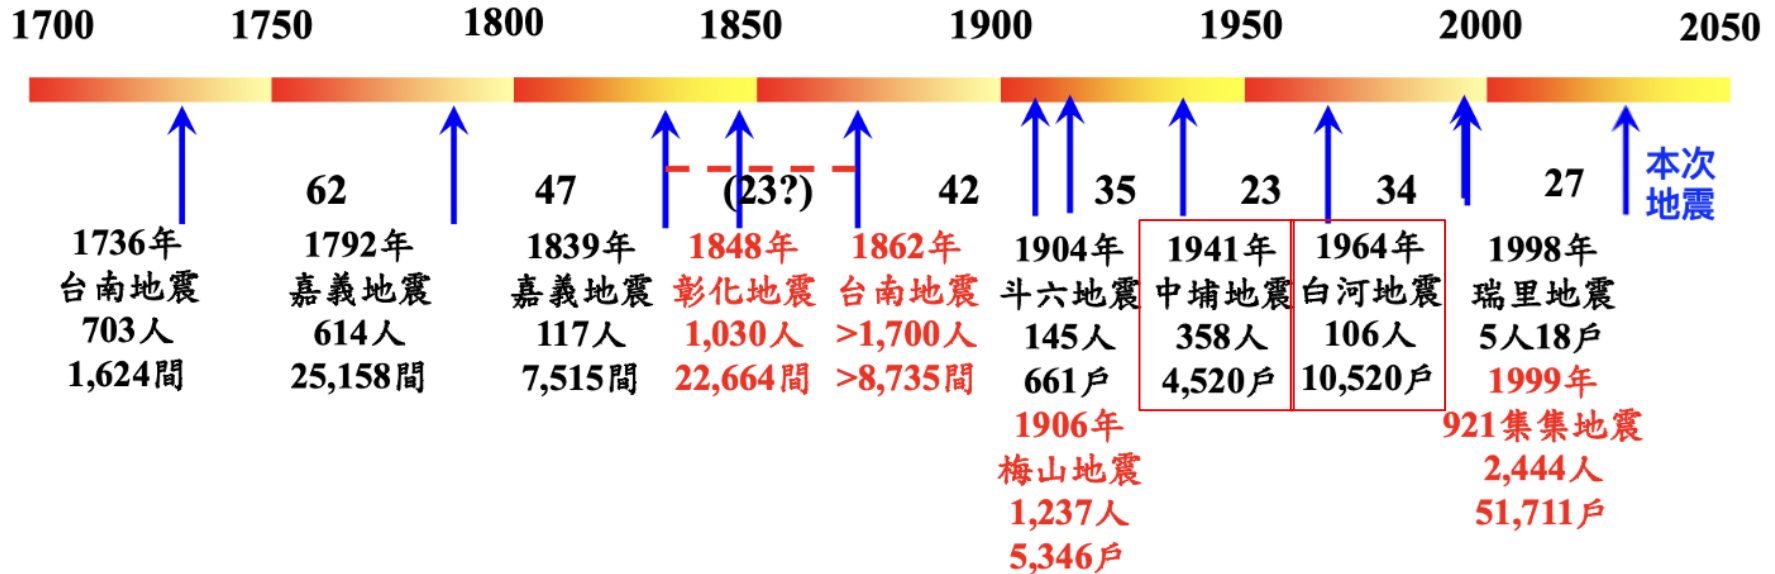 1700 1750 1800 1850 1900 1950 2000 2050
62 47 (23?) 42 35 23 34 27
本次
地震
1736年
台南地震
703人
1,624間
1792年
嘉義地震
614人
25,158間
1839年
嘉義地震
117人
7,515間
1848年
彰化地震
1,030人
22,664間
1862年
台南地震
>1,700人
>8,735間
1904年
斗六地震
145人
661戶
1906年
梅山地震
1,237人
5,346戶
1941年
中埔地震
358人
4,520戶
1964年
白河地震
106人
10,520戶
1998年
瑞里地震
5人18戶
1999年
921集集地震
2,444人
51,711戶